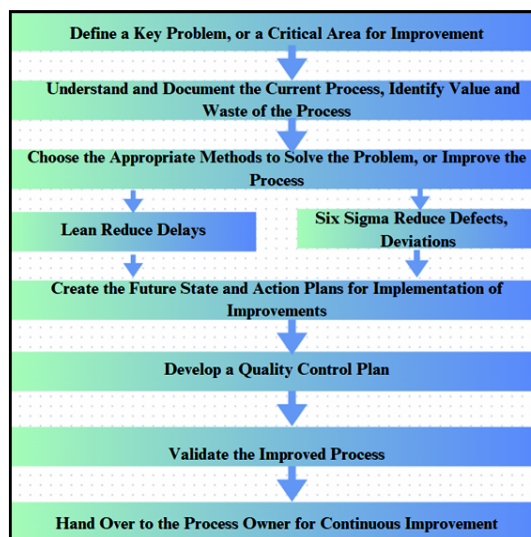 Define a Key Problem, or a Critical Area for Improvement
Understand and Document the Current Process, Identify Value and
Waste of the Process
Choose the Appropriate Methods to Solve the Problem, or Improve the
Process
Lean Reduce Delays
Six Sigma Reduce Defects,
Deviations
Create the Future State and Action Plans for Implementation of
Improvements
Develop a Quality Control Plan
Validate the Improved Process
Hand Over to the Process Owner for Continuous Improvement